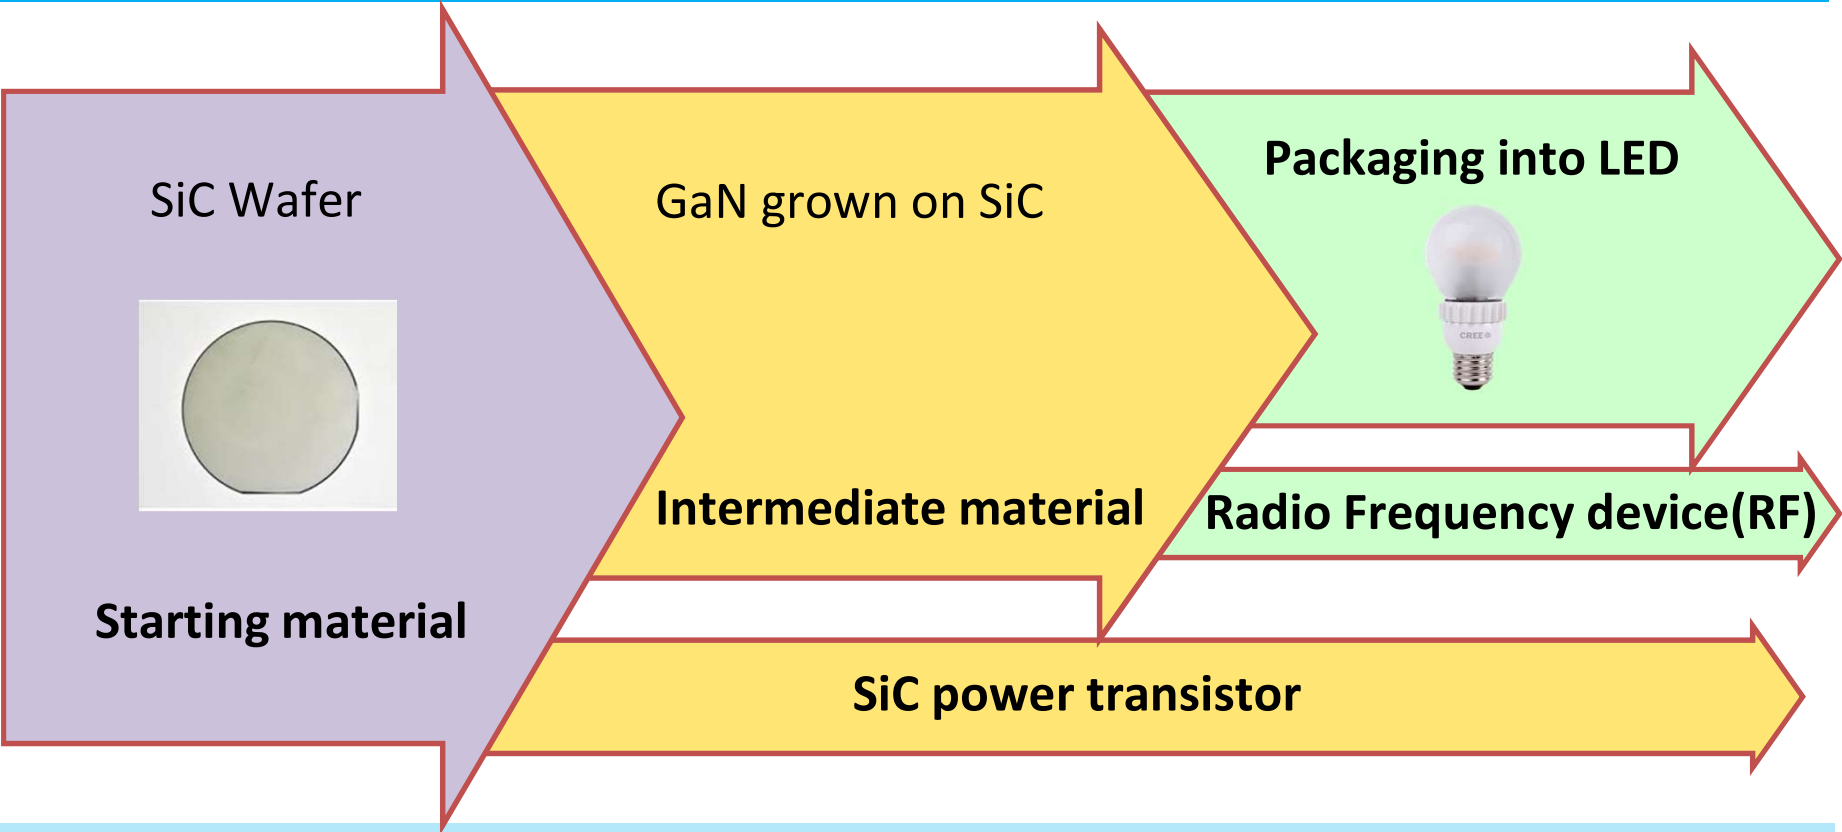 SiC Wafer
Starting material
GaN grown on SiC
Intermediate material
Packaging into LED
CREE
Radio Frequency device(RF)
SiC power transistor